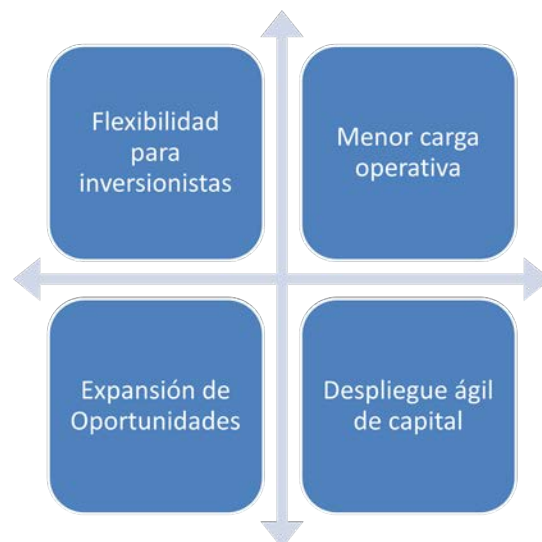 Flexibilidad
para
inversionistas
Menor carga
operativa
Expansión de
Oportunidades
Despliegue ágil
de capital